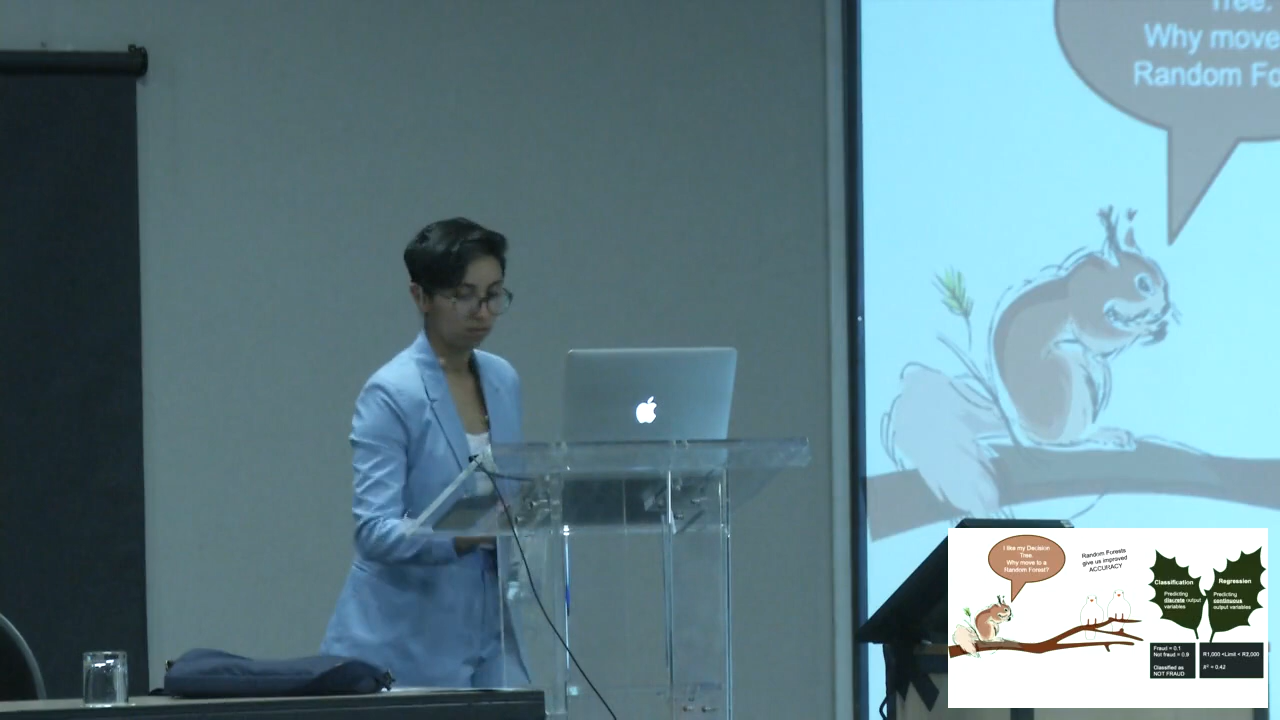 Tree.
Why move
Random Fo
I like my Decision
Tree.
Why move to a
Random Forest?
Random Forests
give us improved
ACCURACY
Classification
Predicting
discrete output
variables
Regression
Predicting
continuous
output variables
Fraud = 0.1
Not fraud = 0.9
Classified as
NOT FRAUD
R1,000 <Limit < R2,000
R² = 0.42